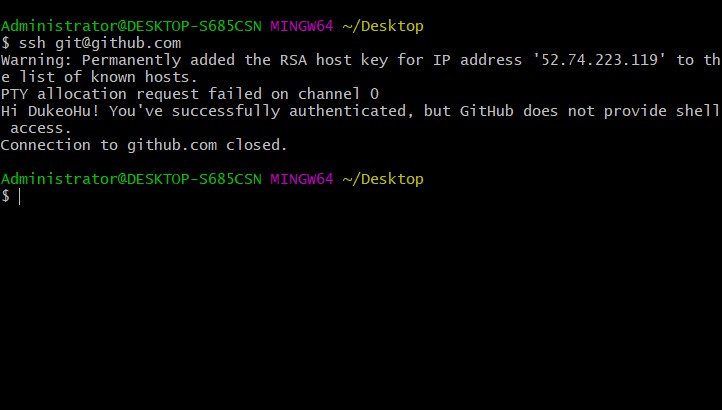 Administrator@DESKTOP-S685CSN MINGW64 ~/Desktop
$ ssh git@github.com
Warning: Permanently added the RSA host key for IP address '52.74.223.119' to th
e list of known hosts.
PTY allocation request failed on channel 0
Hi DukeoHu! You've successfully authenticated, but GitHub does not provide shell
 access.
Connection to github.com closed.
Administrator@DESKTOP-S685CSN MINGW64 ~/Desktop
$